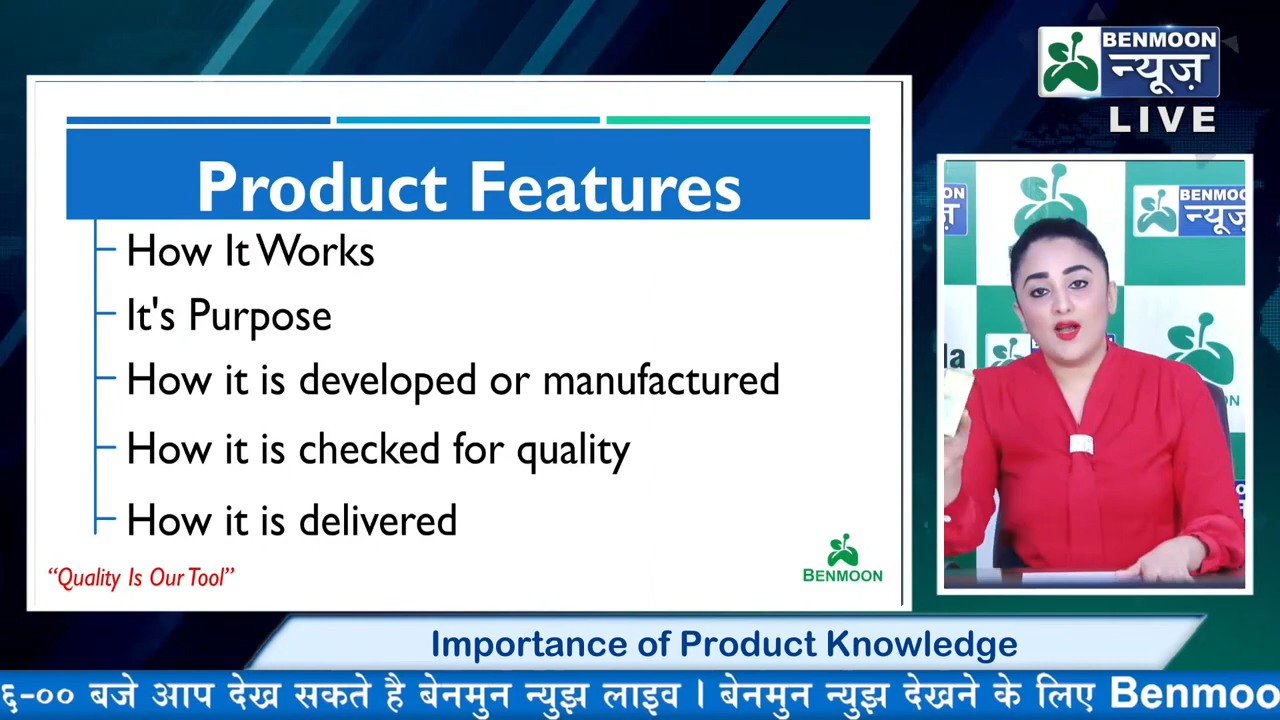 BENMOON
न्यूज़
LIVE
Product Features
How It Works
It's Purpose
How it is developed or manufactured
How it is checked for quality
How it is delivered
“Quality Is Our Tool”
BENMOON
BENMOON
न्यूज़
Importance of Product Knowledge
६-०० बजे आप देख सकते है बेनमुन न्युझ लाइव । बेनमुन न्युझ देखने के लिए Benmoo